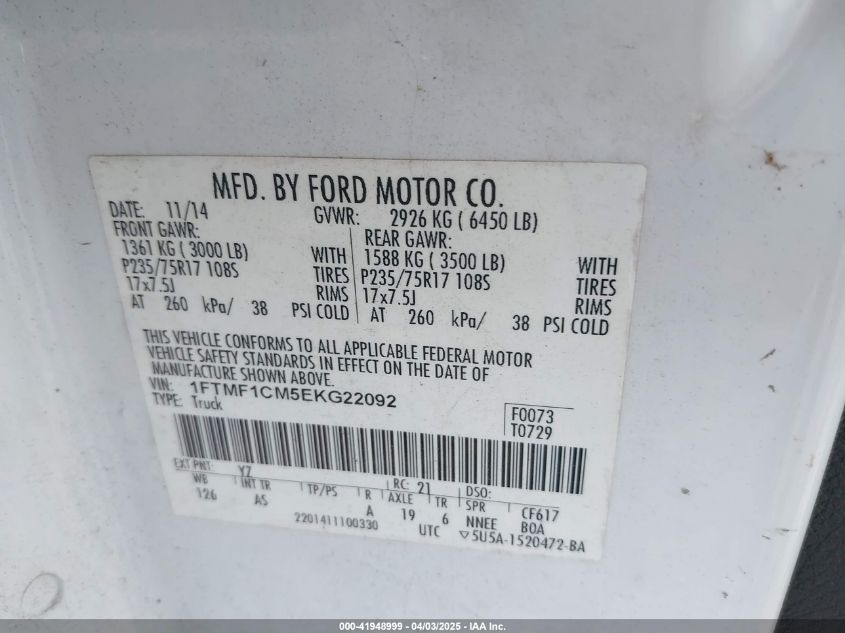 MFD. BY FORD MOTOR CO.
DATE: 11/14 GVWR: 2926 KG ( 6450 LB)
FRONT GAWR: REAR GAWR:
1361 KG ( 3000 LB) WITH 1588 KG ( 3500 LB) WITH
P235/75R17 108S TIRES P235/75R17 108S TIRES
17x7.5J RIMS 17x7.5J RIMS
AT 260 kPa/ 38 PSI COLD AT 260 kPa/ 38 PSI COLD
THIS VEHICLE CONFORMS TO ALL APPLICABLE FEDERAL MOTOR
VEHICLE SAFETY STANDARDS IN EFFECT ON THE DATE OF
MANUFACTURE SHOWN ABOVE.
VIN: 1FTMF1CM5EKG22092 F0073
TYPE: Truck T0729
EXT PNT: YZ RC: 21 DSO:
WB INT TR TP/PS R AXLE TR SPR CF617
126 AS A 19 6 NNEE BOA
2201411100330 UTC ▽5U5A-1520472-BA
000-41948999 - 04/03/2025 - IAA Inc.